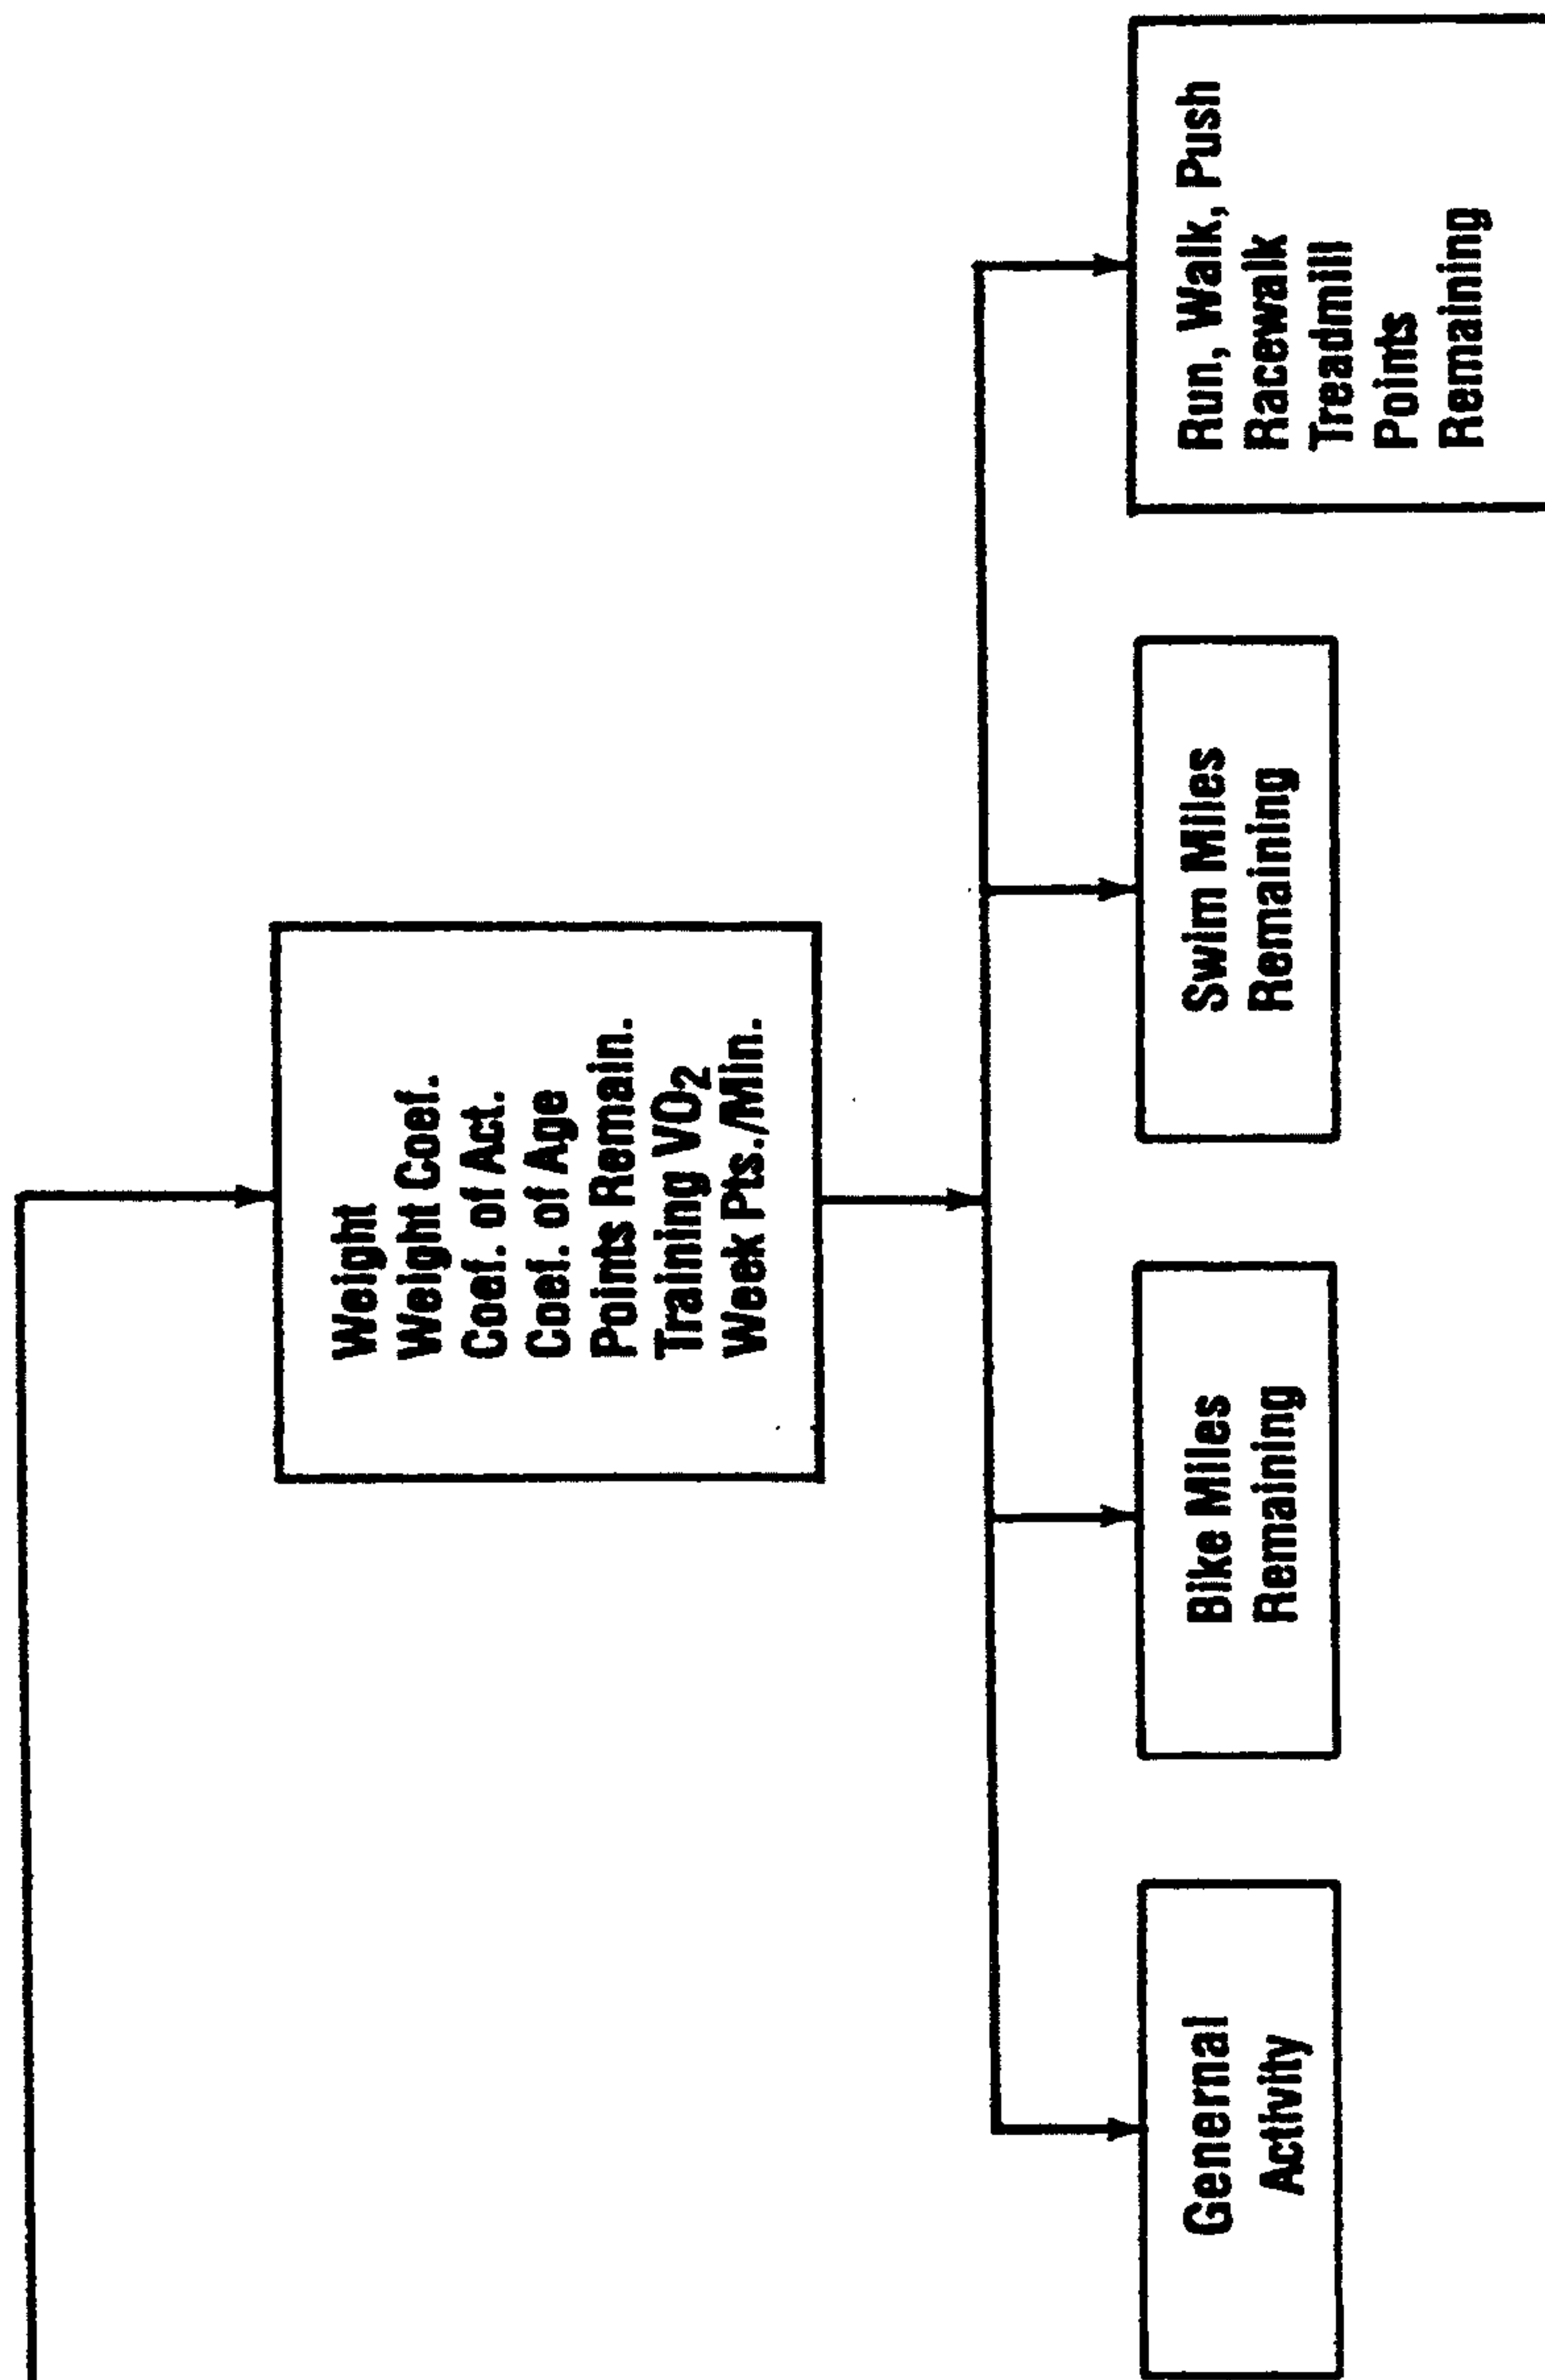 Weight
Weight Coef.
Coef. of Act.
Coef. of Age
Points Remain.
Training VO2
Week Pts./Min.
General
Activity
Bike Miles
Remaining
Swim Miles
Remaining
Run, Walk, Push
Racewalk
Treadmill
Points
Remaining